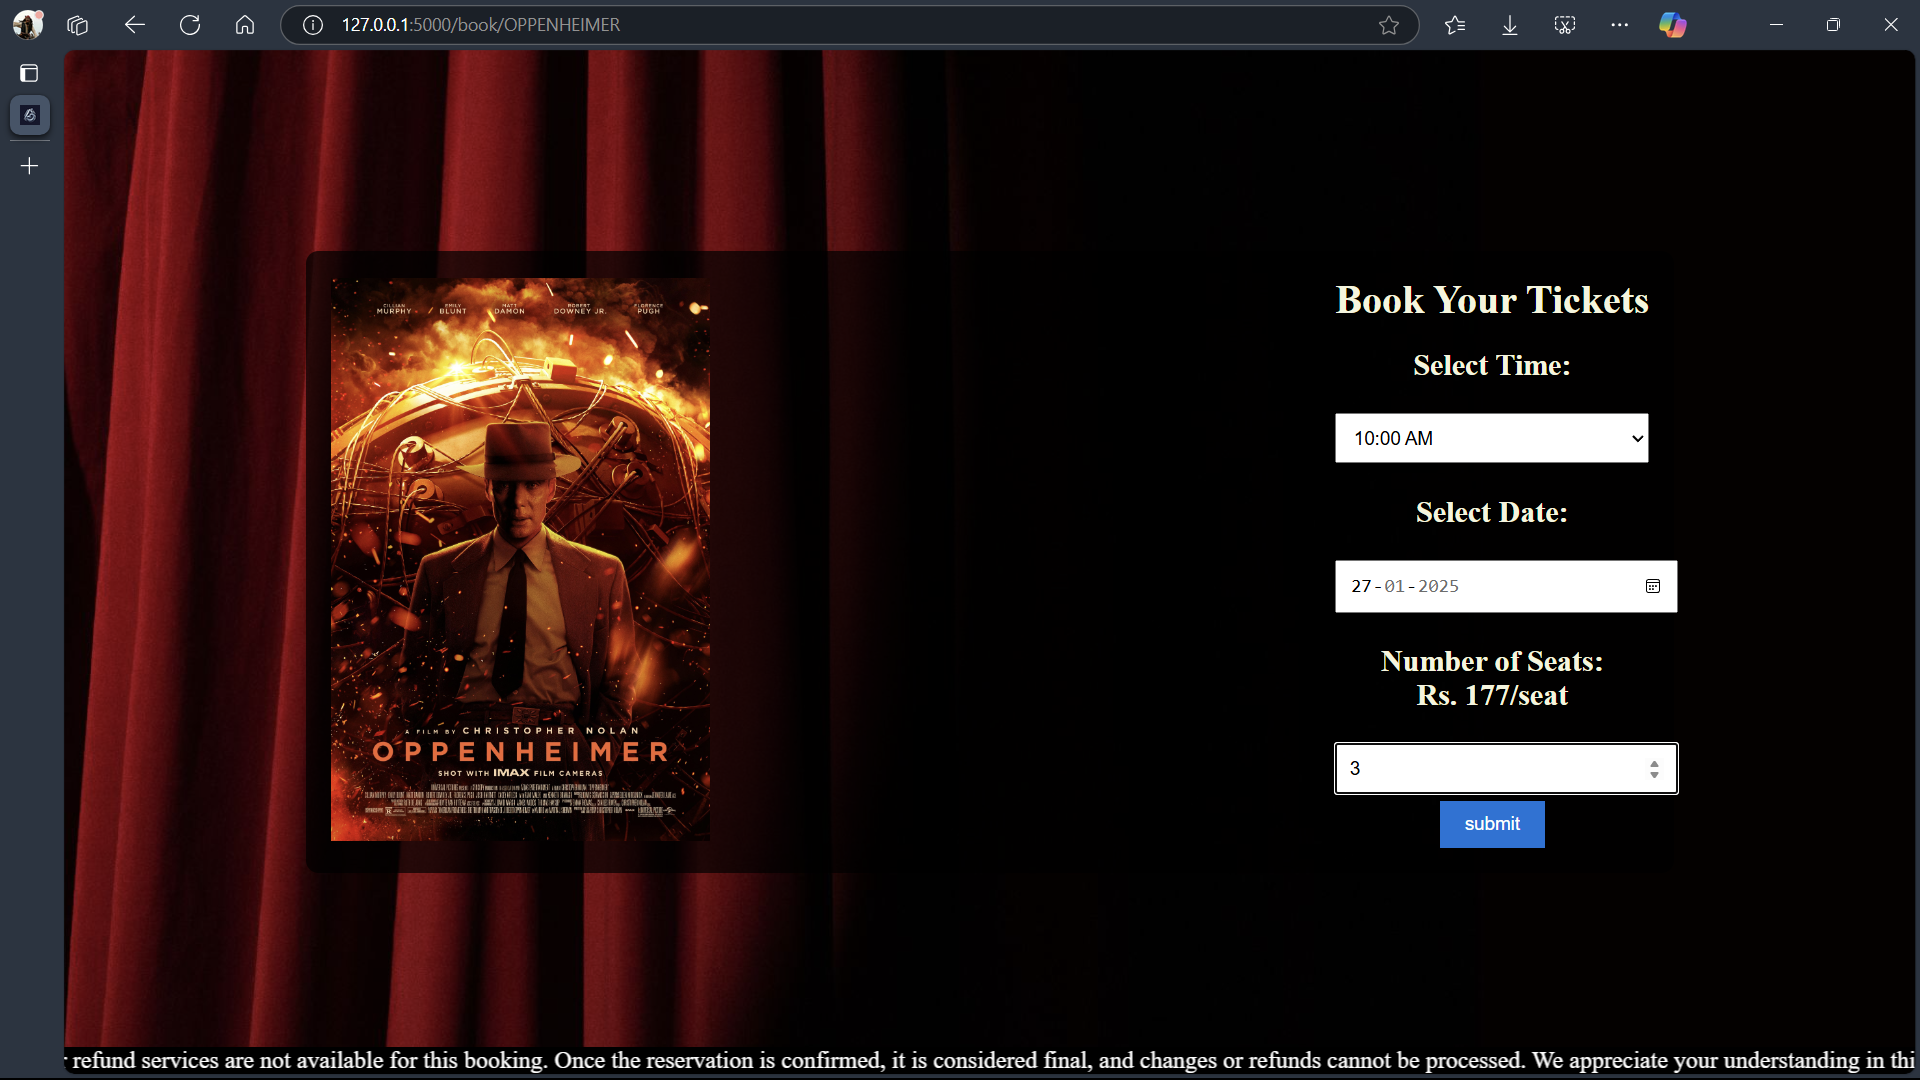 127.0.0.1:5000/book/OPPENHEIMER
CILLIAN MURPHY EMILY BLUNT MATT DAMON ROBERT DOWNEY JR. FLORENCE PUGH
A FILM BY CHRISTOPHER NOLAN
OPPENHEIMER
SHOT WITH IMAX FILM CAMERAS
Book Your Tickets
Select Time:
10:00 AM
Select Date:
27-01-2025
Number of Seats:
Rs. 177/seat
3
submit
refund services are not available for this booking. Once the reservation is confirmed, it is considered final, and changes or refunds cannot be processed. We appreciate your understanding in thi